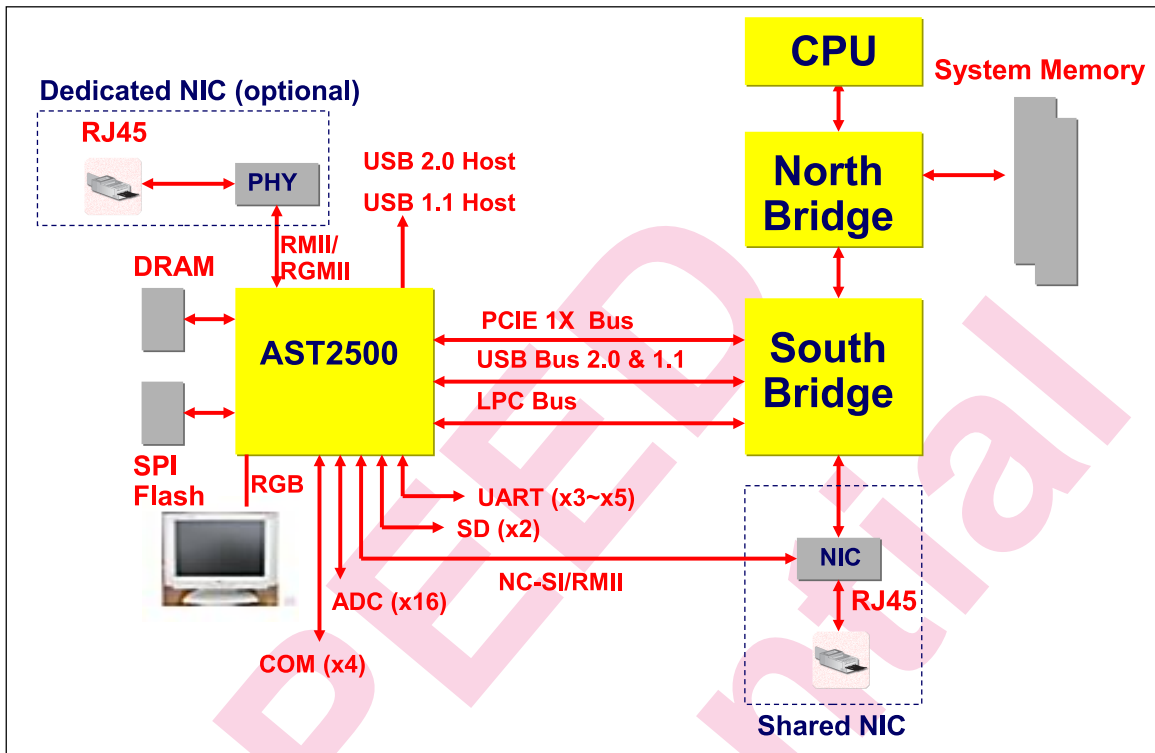 CPU
System Memory
Dedicated NIC (optional)
RJ45
PHY
USB 2.0 Host
USB 1.1 Host
North
Bridge
RMII/
RGMII
DRAM
AST2500
PCIE 1X Bus
USB Bus 2.0 & 1.1
LPC Bus
South
Bridge
SPI
Flash
RGB
UART (x3~x5)
SD (x2)
NC-SI/RMII
ADC (x16)
COM (x4)
NIC
RJ45
Shared NIC
PEED
ntial